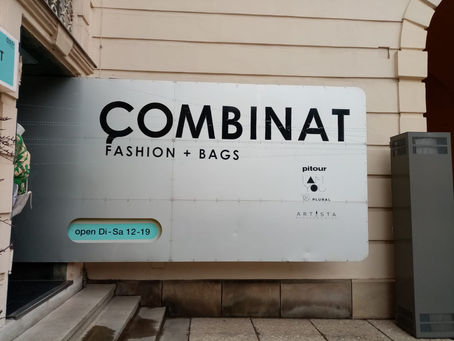 ÇOMBINAT
FASHION + BAGS
pitour
PLURAL
ARTISTA
open Di-Sa 12-19